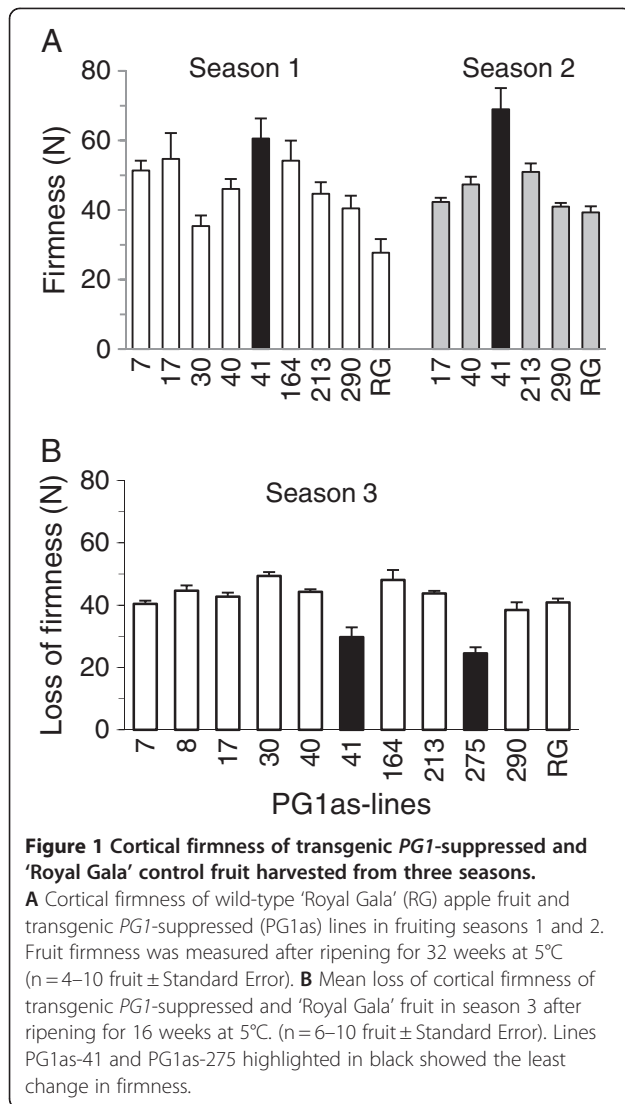 A
Season 1
Season 2
Firmness (N)
80
60
40
20
0
7 17 30 40 41 164 213 290 RG
17 40 41 213 290 RG
B
Season 3
Loss of firmness (N)
80
60
40
20
0
7 8 17 30 40 41 164 213 275 290 RG
PG1as-lines
Figure 1 Cortical firmness of transgenic PG1-suppressed and
‘Royal Gala’ control fruit harvested from three seasons.
A Cortical firmness of wild-type ‘Royal Gala’ (RG) apple fruit and
transgenic PG1-suppressed (PG1as) lines in fruiting seasons 1 and 2.
Fruit firmness was measured after ripening for 32 weeks at 5°C
(n = 4–10 fruit ± Standard Error). B Mean loss of cortical firmness of
transgenic PG1-suppressed and ‘Royal Gala’ fruit in season 3 after
ripening for 16 weeks at 5°C. (n = 6–10 fruit ± Standard Error). Lines
PG1as-41 and PG1as-275 highlighted in black showed the least
change in firmness.